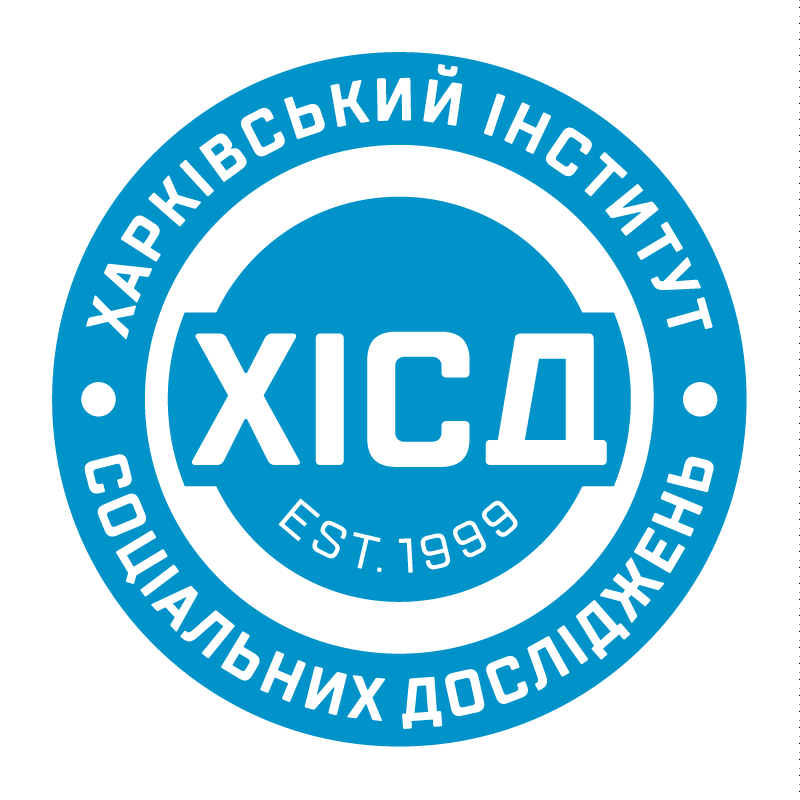 ХАРКІВСЬКИЙ ІНСТИТУТ
ХІСД
EST. 1999
СОЦІАЛЬНИХ ДОСЛІДЖЕНЬ